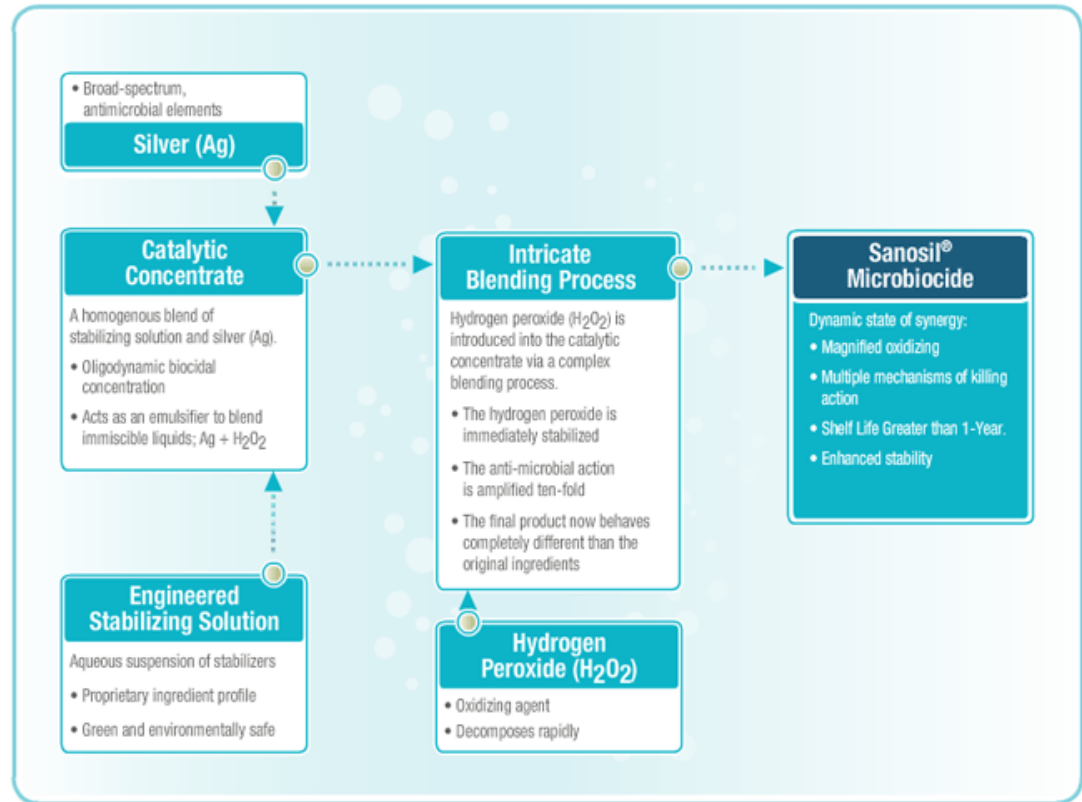 • Broad-spectrum,
antimicrobial elements
Silver (Ag)
Catalytic
Concentrate
A homogenous blend of
stabilizing solution and silver (Ag).
• Oligodynamic biocidal
concentration
• Acts as an emulsifier to blend
immiscible liquids; Ag + H₂O₂
Engineered
Stabilizing Solution
Aqueous suspension of stabilizers
• Proprietary ingredient profile
• Green and environmentally safe
Intricate
Blending Process
Hydrogen peroxide (H₂O₂) is
introduced into the catalytic
concentrate via a complex
blending process.
• The hydrogen peroxide is
immediately stabilized
• The anti-microbial action
is amplified ten-fold
• The final product now behaves
completely different than the
original ingredients
Hydrogen
Peroxide (H₂O₂)
• Oxidizing agent
• Decomposes rapidly
Sanosil®
Microbiocide
Dynamic state of synergy:
• Magnified oxidizing
• Multiple mechanisms of killing
action
• Shelf Life Greater than 1-Year.
• Enhanced stability